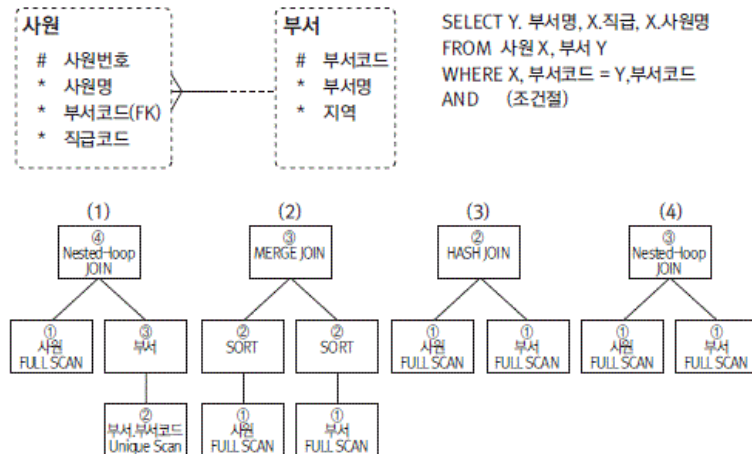 사원
# 사원번호
* 사원명
* 부서코드(FK)
* 직급코드
부서
# 부서코드
* 부서명
* 지역
SELECT Y. 부서명, X.직급, X.사원명
FROM 사원 X, 부서 Y
WHERE X, 부서코드 = Y,부서코드
AND (조건절)
(1)
④
Nested-loop
JOIN
①
사원
FULL SCAN
③
부서
②
부서.부서코드
Unique Scan
(2)
③
MERGE JOIN
②
SORT
②
SORT
①
사원
FULL SCAN
①
부서
FULL SCAN
(3)
②
HASH JOIN
①
사원
FULL SCAN
①
부서
FULL SCAN
(4)
③
Nested-loop
JOIN
①
사원
FULL SCAN
①
부서
FULL SCAN